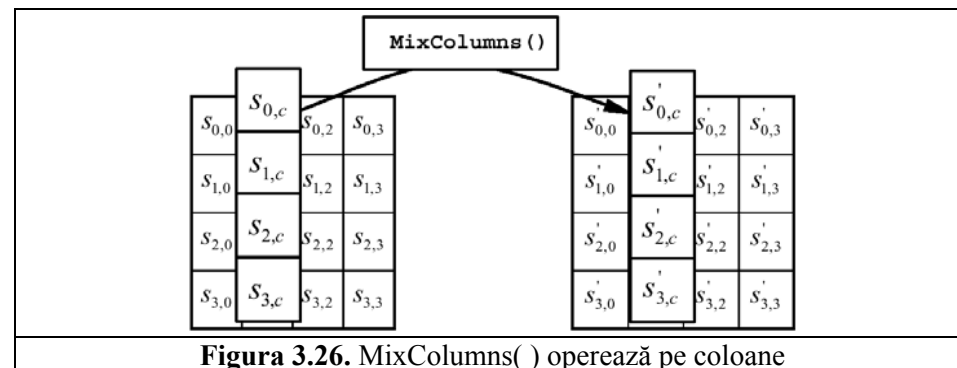 MixColumns()
s0,0 s0,c s0,2 s0,3
s1,0 s1,c s1,2 s1,3
s2,0 s2,c s2,2 s2,3
s3,0 s3,c s3,2 s3,3
s'0,0 s'0,c s'0,2 s'0,3
s'1,0 s'1,c s'1,2 s'1,3
s'2,0 s'2,c s'2,2 s'2,3
s'3,0 s'3,c s'3,2 s'3,3
Figura 3.26. MixColumns( ) operează pe coloane